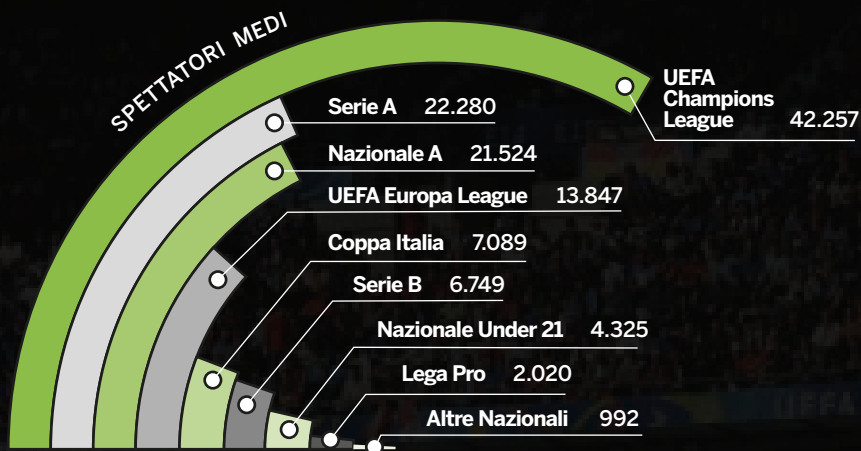 SPETTATORI MEDI
UEFA
Champions
League 42.257
Serie A 22.280
Nazionale A 21.524
UEFA Europa League 13.847
Coppa Italia 7.089
Serie B 6.749
Nazionale Under 21 4.325
Lega Pro 2.020
Altre Nazionali 992
UEFA